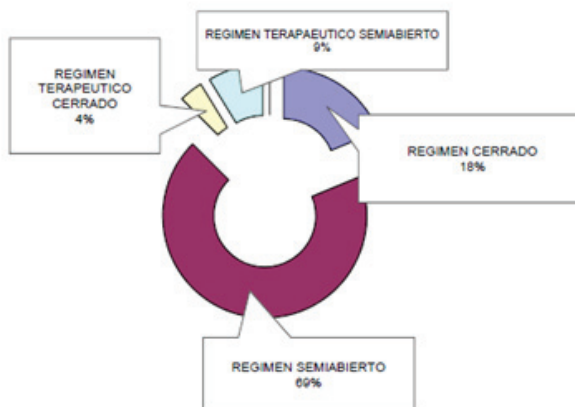 REGIMEN TERAPAEUTICO SEMIABIERTO
9%
REGIMEN
TERAPEUTICO
CERRADO
4%
REGIMEN CERRADO
18%
REGIMEN SEMIABIERTO
69%